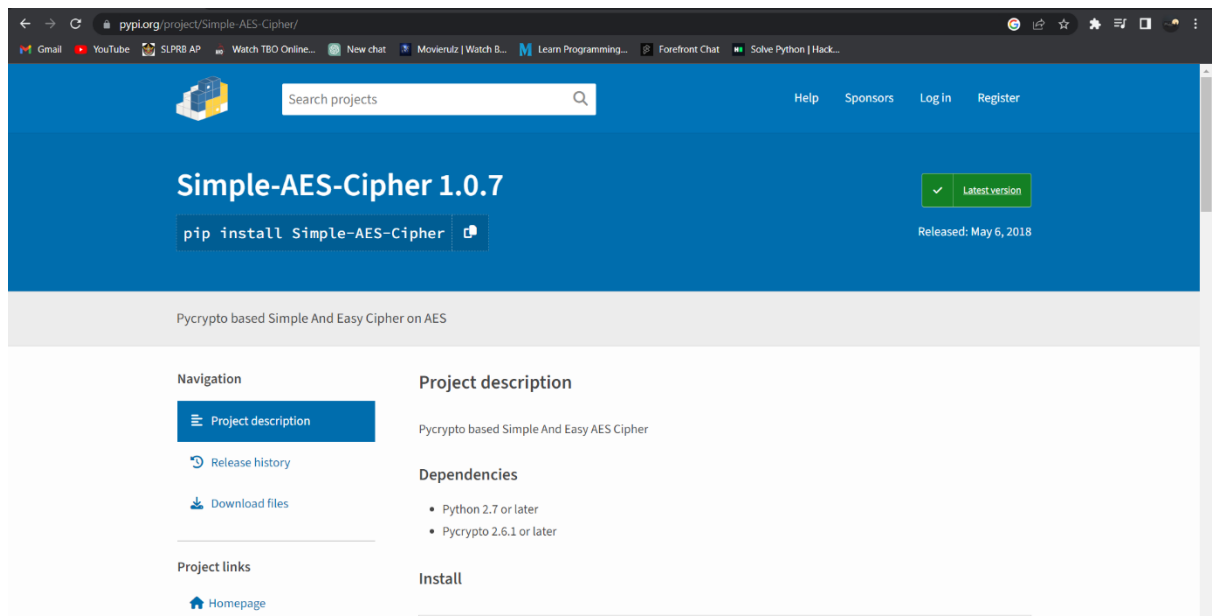 pypi.org/project/Simple-AES-Cipher/
Gmail YouTube SLPRB AP Watch TBO Online... New chat Movierulz | Watch B... Learn Programming... Forefront Chat Solve Python | Hack...
Search projects
Help Sponsors Log in Register
Simple-AES-Cipher 1.0.7
Latest version
pip install Simple-AES-Cipher
Released: May 6, 2018
Pycrypto based Simple And Easy Cipher on AES
Navigation
Project description
Release history
Download files
Project links
Homepage
Project description
Pycrypto based Simple And Easy AES Cipher
Dependencies
• Python 2.7 or later
• Pycrypto 2.6.1 or later
Install